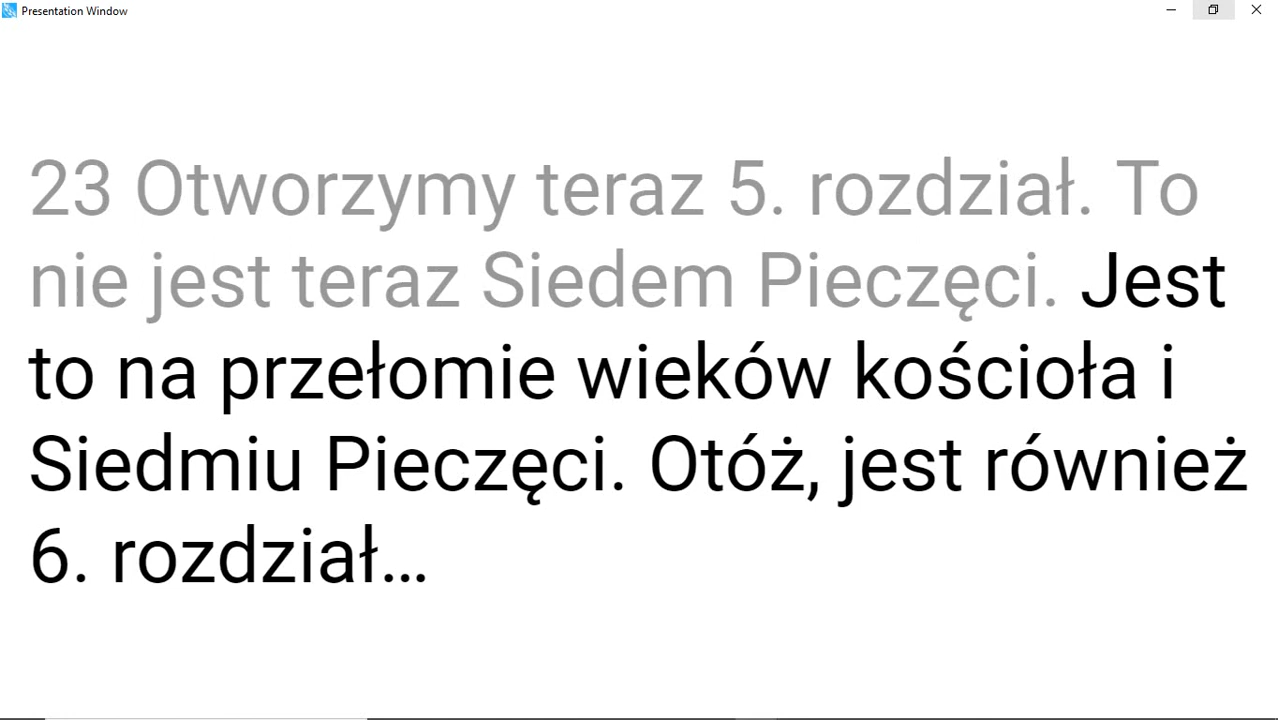 Presentation Window
23 Otworzymy teraz 5. rozdział. To
nie jest teraz Siedem Pieczęci. Jest
to na przełomie wieków kościoła i
Siedmiu Pieczęci. Otóż, jest również
6. rozdział...